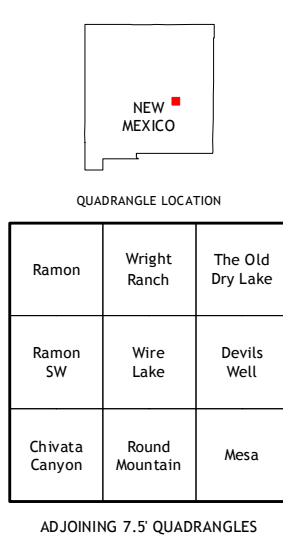 NEW
MEXICO
QUADRANGLE LOCATION
Ramon
Wright
Ranch
The Old
Dry Lake
Ramon
SW
Wire
Lake
Devils
Well
Chivata
Canyon
Round
Mountain
Mesa
ADJOINING 7.5' QUADRANGLES